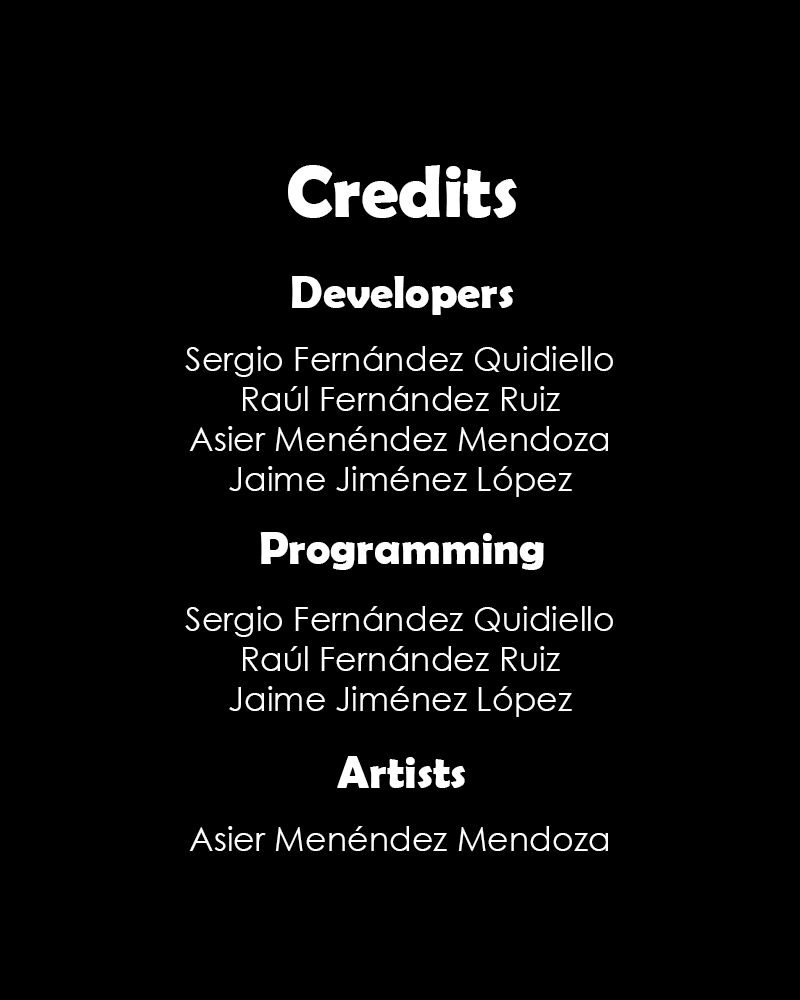 Credits
Developers
Sergio Fernández Quidiello
Raúl Fernández Ruiz
Asier Menéndez Mendoza
Jaime Jiménez López
Programming
Sergio Fernández Quidiello
Raúl Fernández Ruiz
Jaime Jiménez López
Artists
Asier Menéndez Mendoza